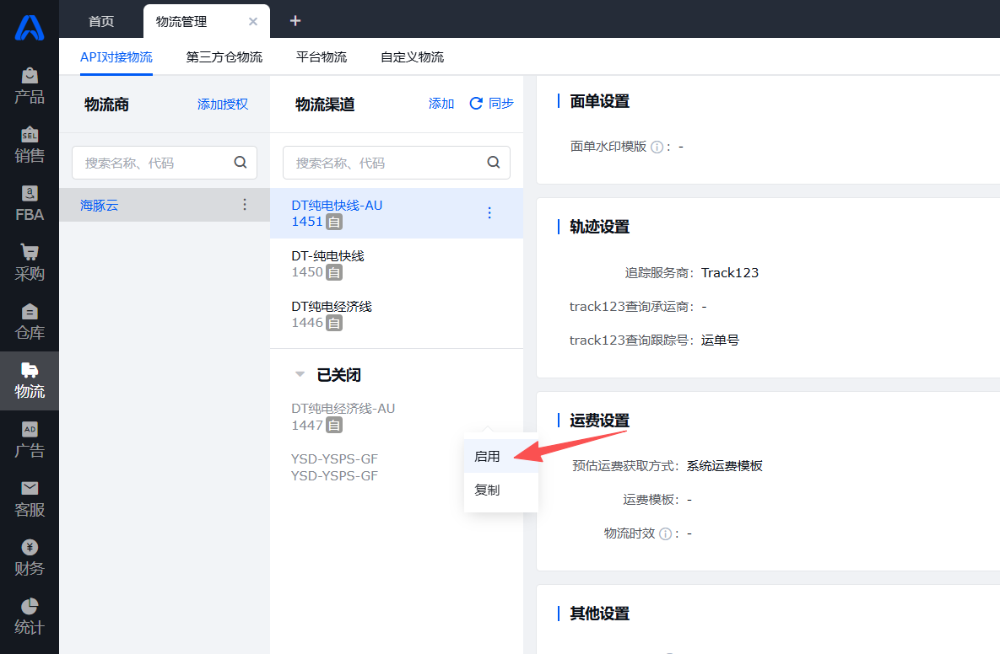 首页
物流管理
API对接物流
第三方仓物流
平台物流
自定义物流
产品
SEL
销售
FBA
采购
仓库
物流
AD
广告
客服
¥
财务
统计
物流商
添加授权
搜索名称、代码
海豚云
物流渠道
添加
同步
搜索名称、代码
DT纯电快线-AU
1451 自
DT-纯电快线
1450 自
DT纯电经济线
1446 自
已关闭
DT纯电经济线-AU
1447 自
YSD-YSPS-GF
YSD-YSPS-GF
启用
复制
面单设置
面单水印模版 : -
轨迹设置
追踪服务商: Track123
track123查询承运商: -
track123查询跟踪号: 运单号
运费设置
预估运费获取方式: 系统运费模板
运费模板: -
物流时效 : -
其他设置